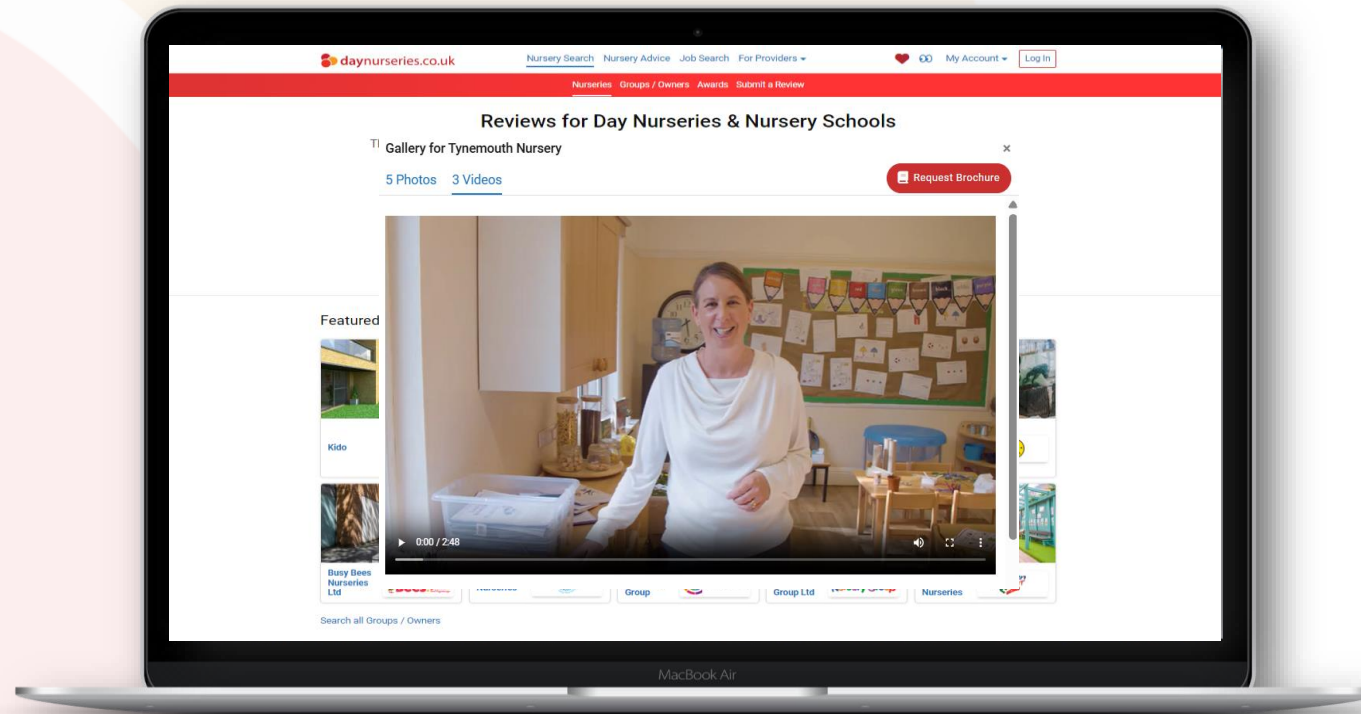 daynurseries.co.uk
Nursery Search Nursery Advice Job Search For Providers My Account Log In
Nurseries Groups / Owners Awards Submit a Review
Reviews for Day Nurseries & Nursery Schools
Gallery for Tynemouth Nursery ×
5 Photos 3 Videos Request Brochure
Featured
Kido
0:00 / 2:48
Busy Bees
Nurseries
Ltd
Group
Group Ltd
Nurseries
Search all Groups / Owners
MacBook Air